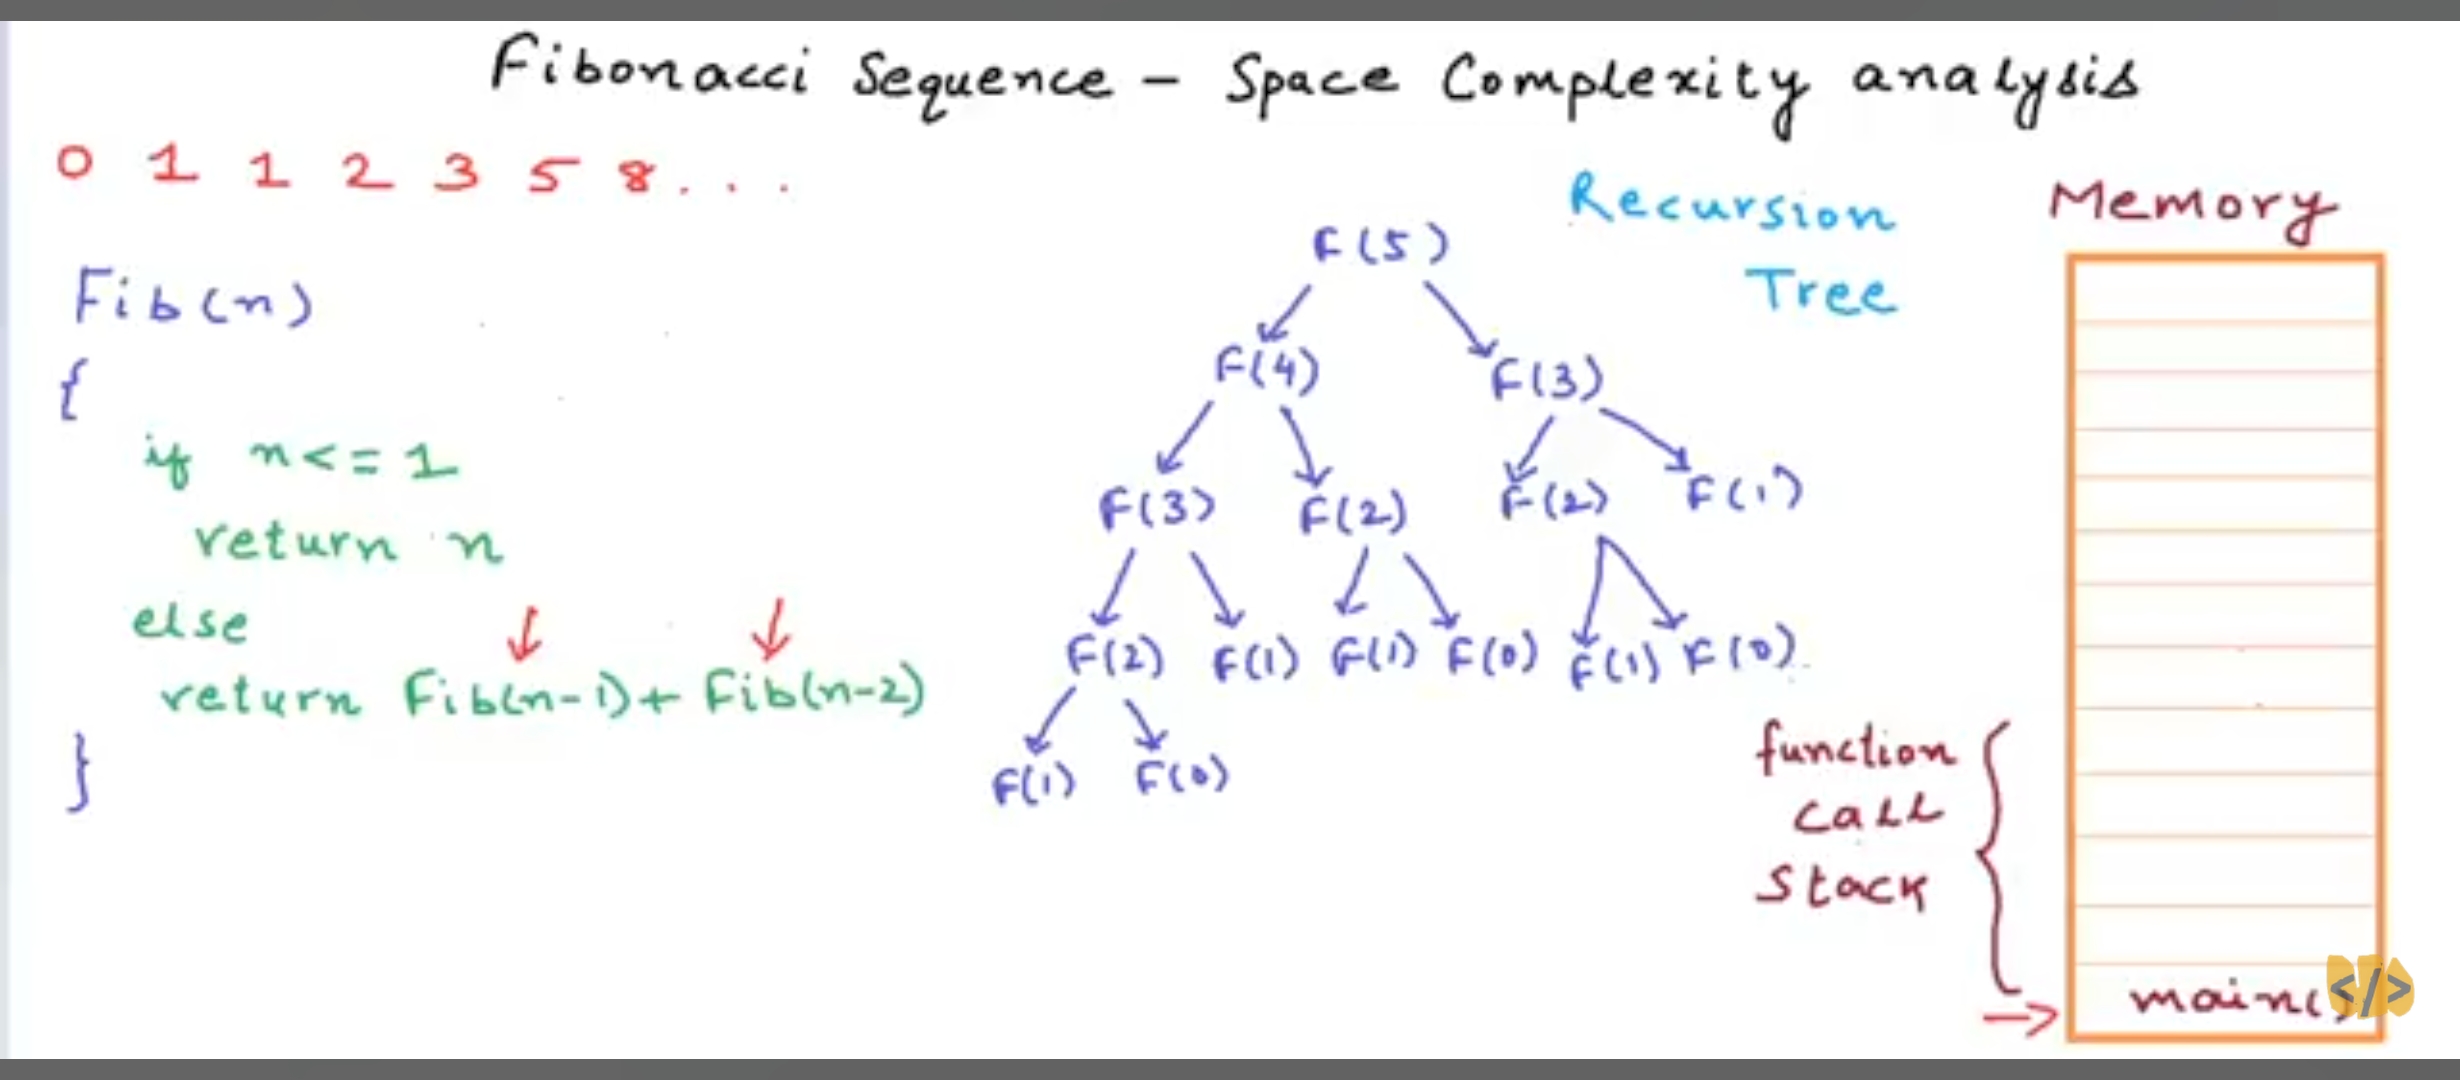 Fibonacci Sequence - Space Complexity analysis
0 1 1 2 3 5 8 . . .
Fib(n)
{
if n<=1
return n
else
return Fib(n-1)+ Fib(n-2)
}
Recursion
Tree
F(5)
F(4) F(3)
F(3) F(2) F(2) F(1)
F(2) F(1) F(1) F(0) F(1) F(0)
F(1) F(0)
Memory
function
call
stack
main()
</>